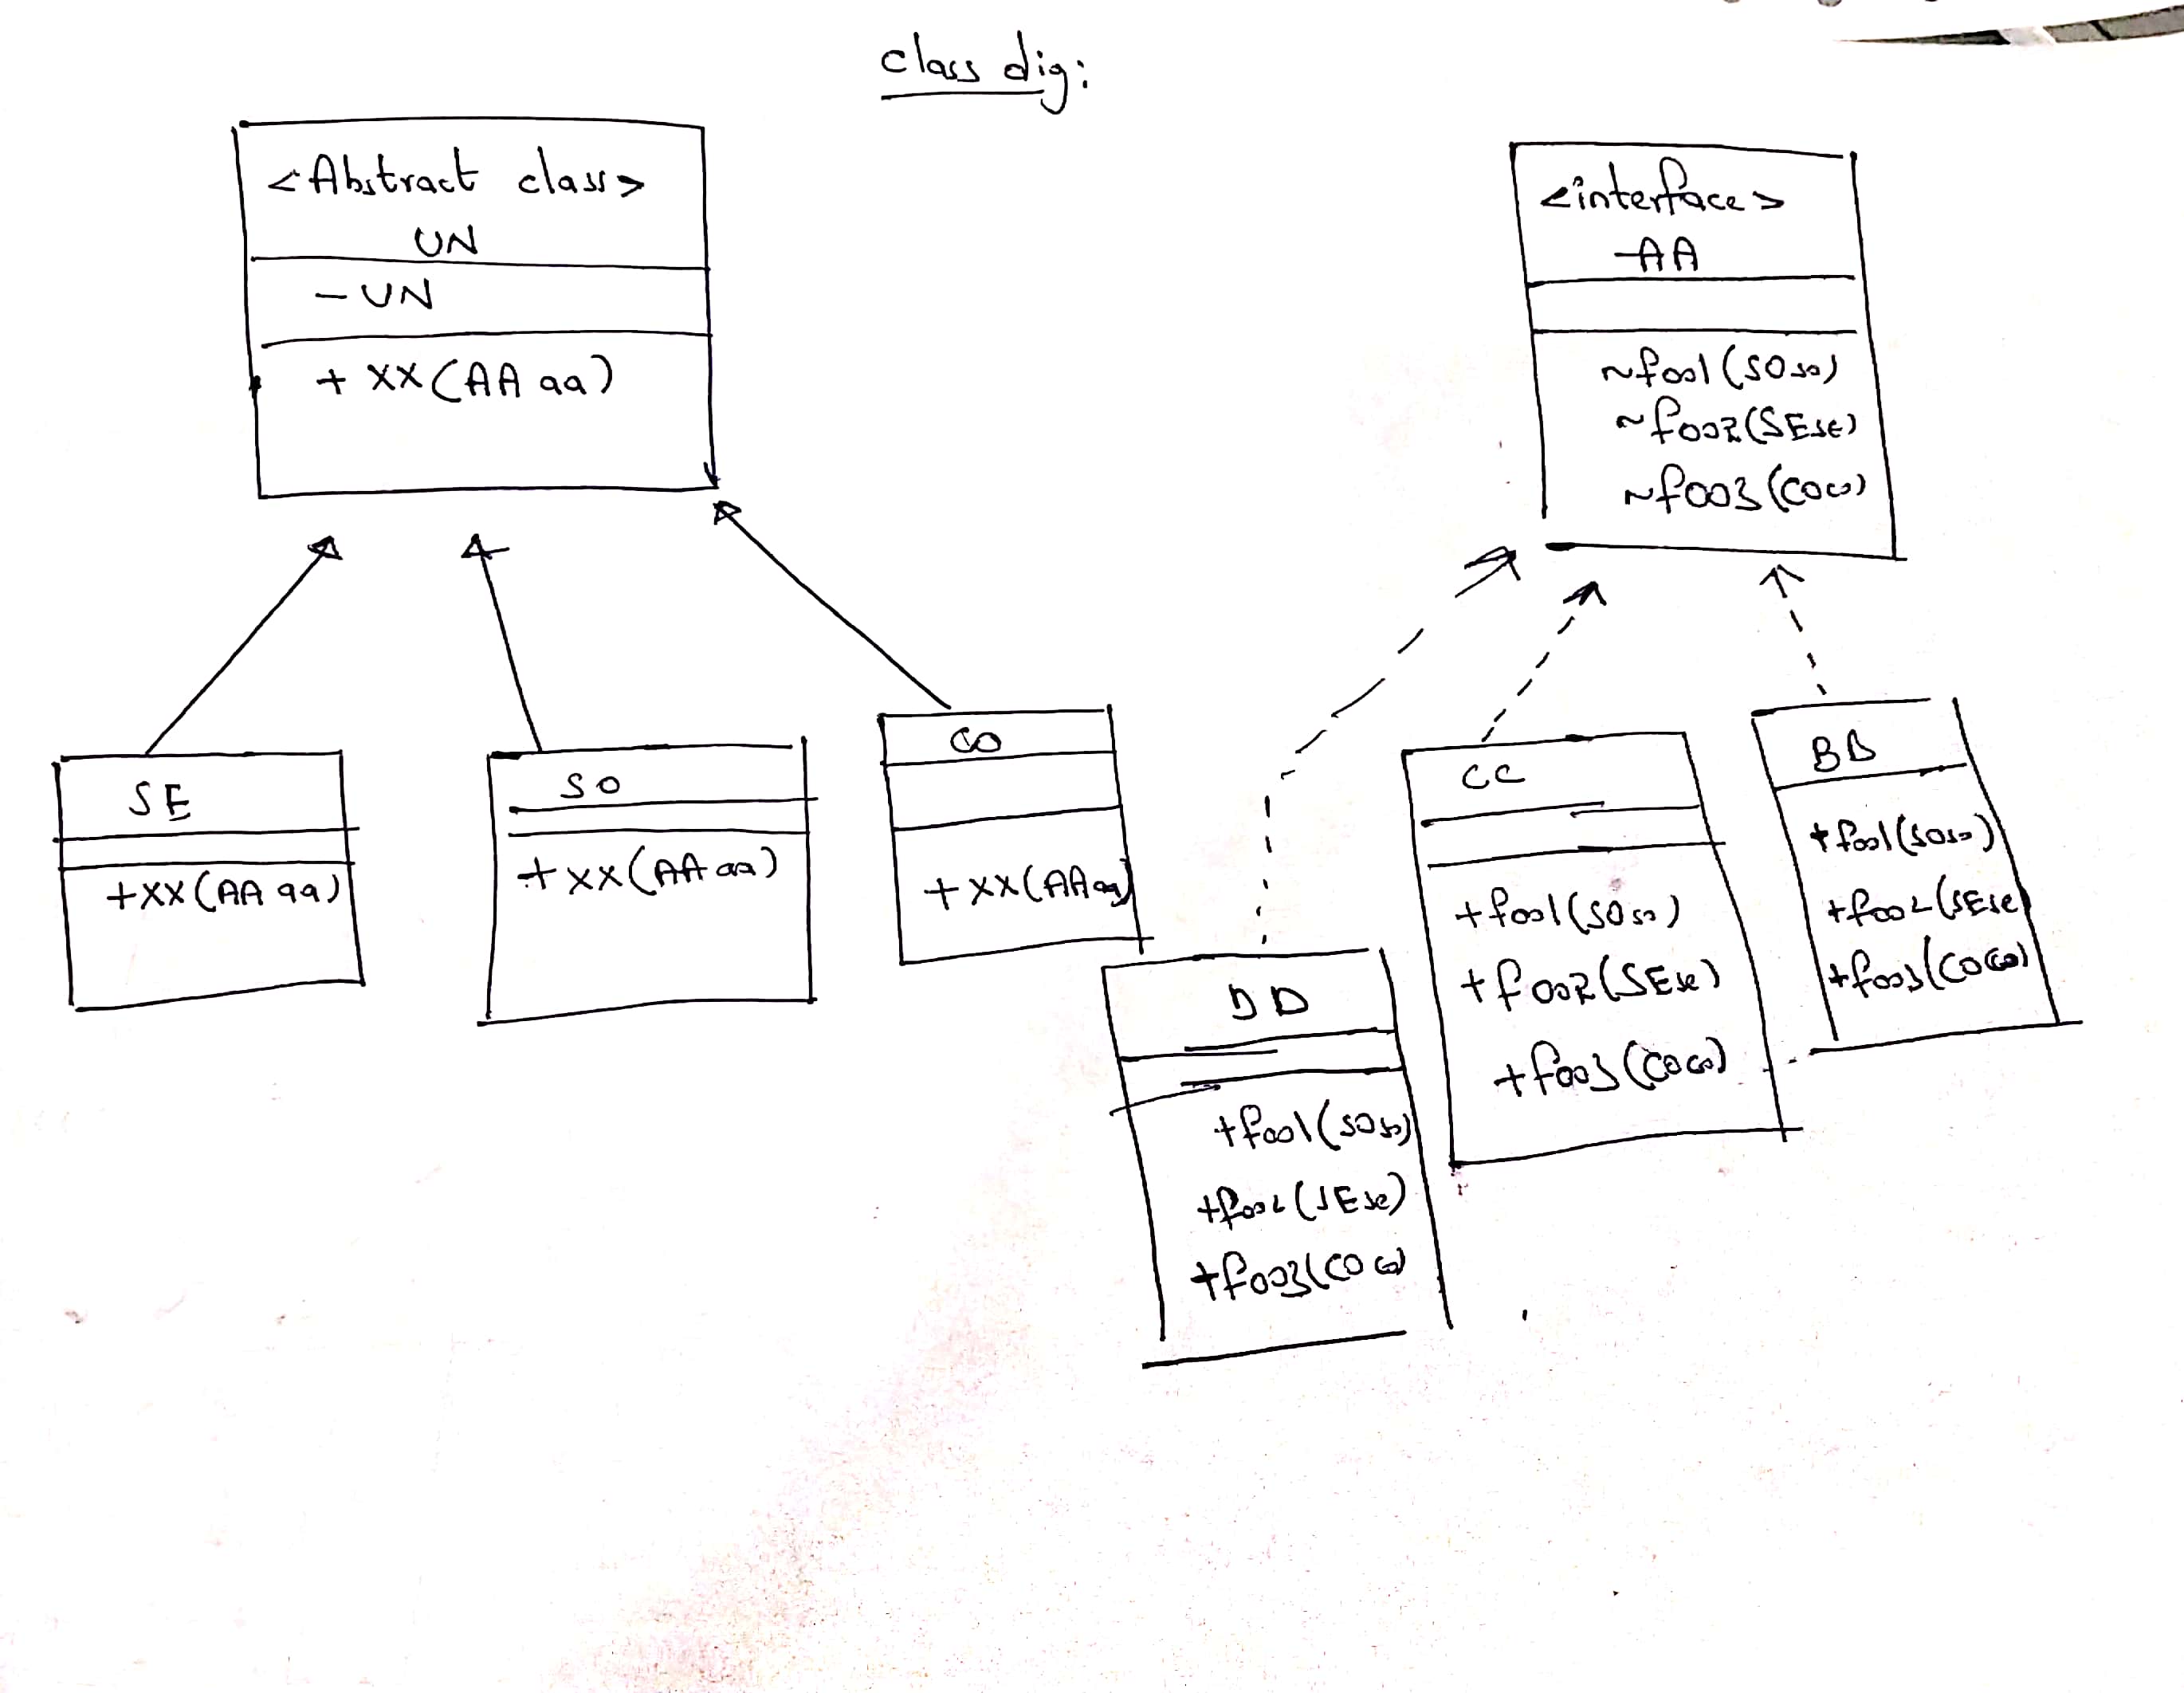 class dig:
<Abstract class>
UN
- UN
+ xx(AA aa)
<interface>
AA
~foo1(SO so)
~foo2(SE se)
~foo3(CO co)
SE
+xx(AA aa)
SO
+xx(AA aa)
CO
+xx(AA aa)
DD
+foo1(SO so)
+foo2(SE se)
+foo3(CO co)
CC
+foo1(SO so)
+foo2(SE se)
+foo3(CO co)
BB
+foo1(SO so)
+foo2(SE se)
+foo3(CO co)